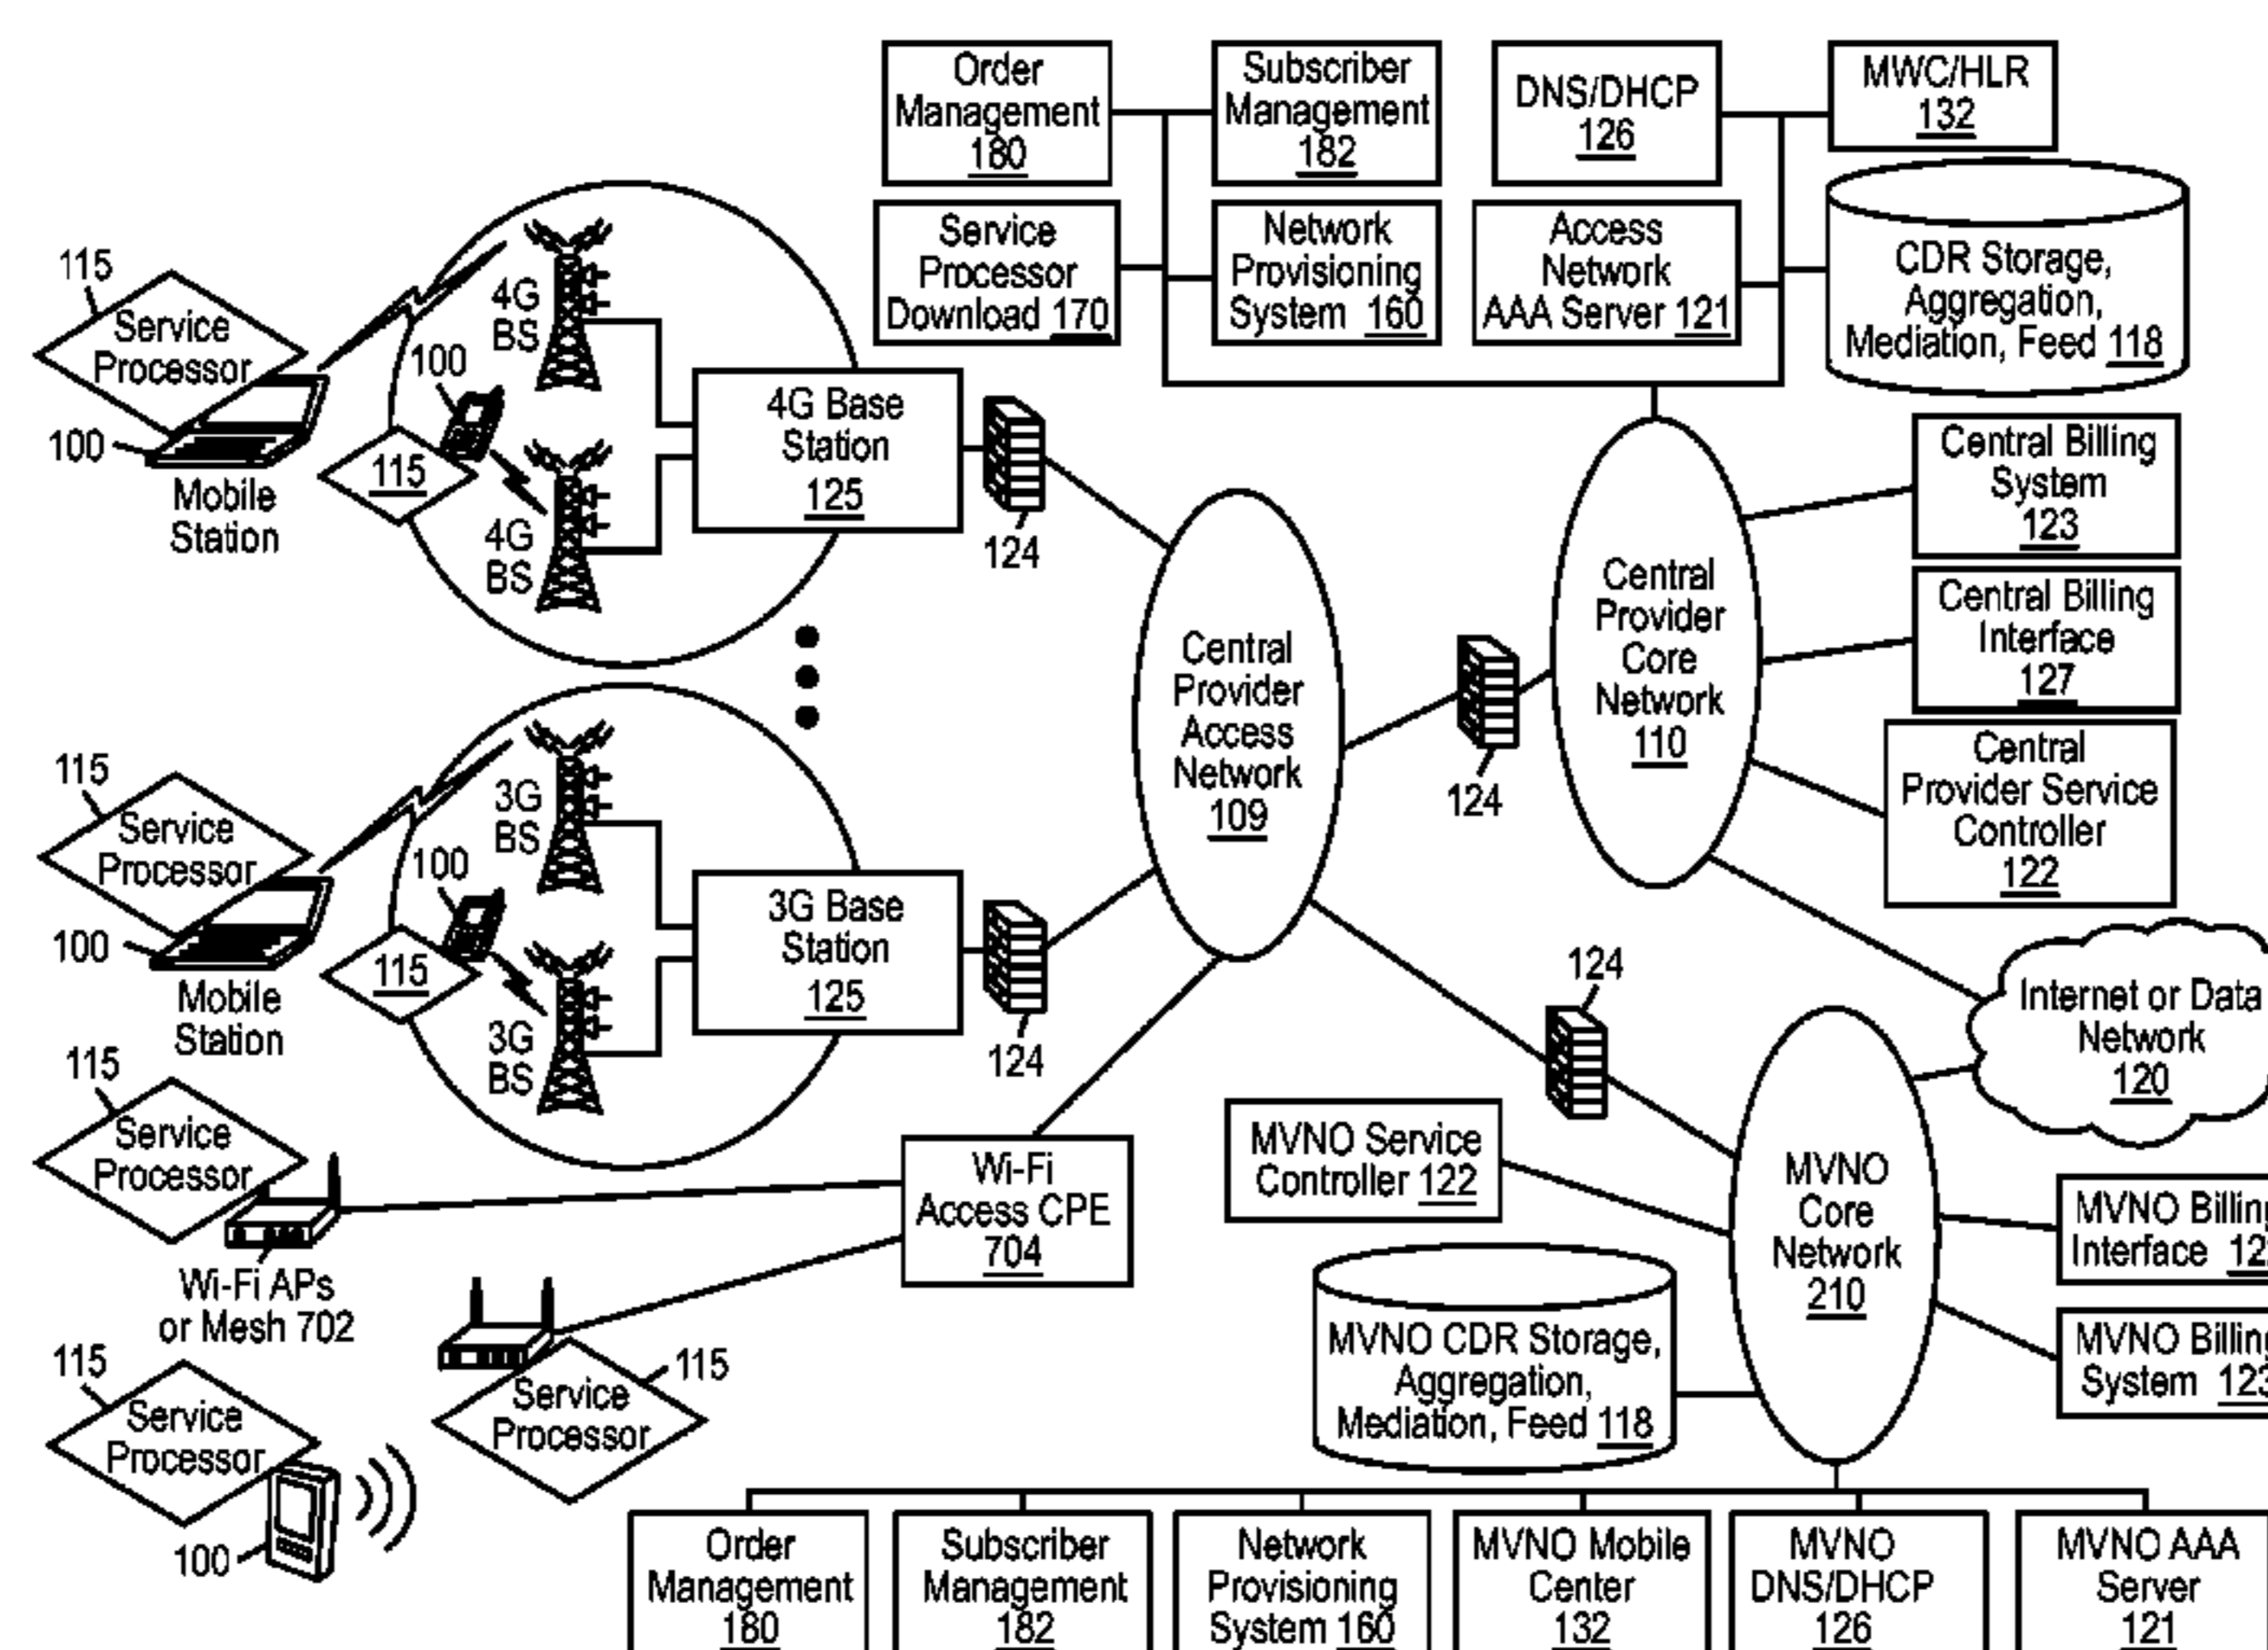 Order
Management
180
Subscriber
Management
182
DNS/DHCP
126
MWC/HLR
132
Service
Processor
Download 170
Network
Provisioning
System 160
Access
Network
AAA Server 121
CDR Storage,
Aggregation,
Mediation, Feed 118
115
Service
Processor
100
Mobile
Station
4G
BS
100
115
4G
BS
4G Base
Station
125
124
Central
Provider
Access
Network
109
124
Central
Provider
Core
Network
110
Central Billing
System
123
Central Billing
Interface
127
Central
Provider Service
Controller
122
115
Service
Processor
100
Mobile
Station
3G
BS
100
115
3G
BS
3G Base
Station
125
124
124
Internet or Data
Network
120
115
Service
Processor
Wi-Fi APs
or Mesh 702
Wi-Fi
Access CPE
704
MVNO Service
Controller 122
MVNO
Core
Network
210
MVNO Billing
Interface
MVNO CDR Storage,
Aggregation,
Mediation, Feed 118
MVNO Billing
System 123
115
Service
Processor
115
Service
Processor
100
Order
Management
180
Subscriber
Management
182
Network
Provisioning
System 160
MVNO Mobile
Center
132
MVNO
DNS/DHCP
126
MVNO AAA
Server
121